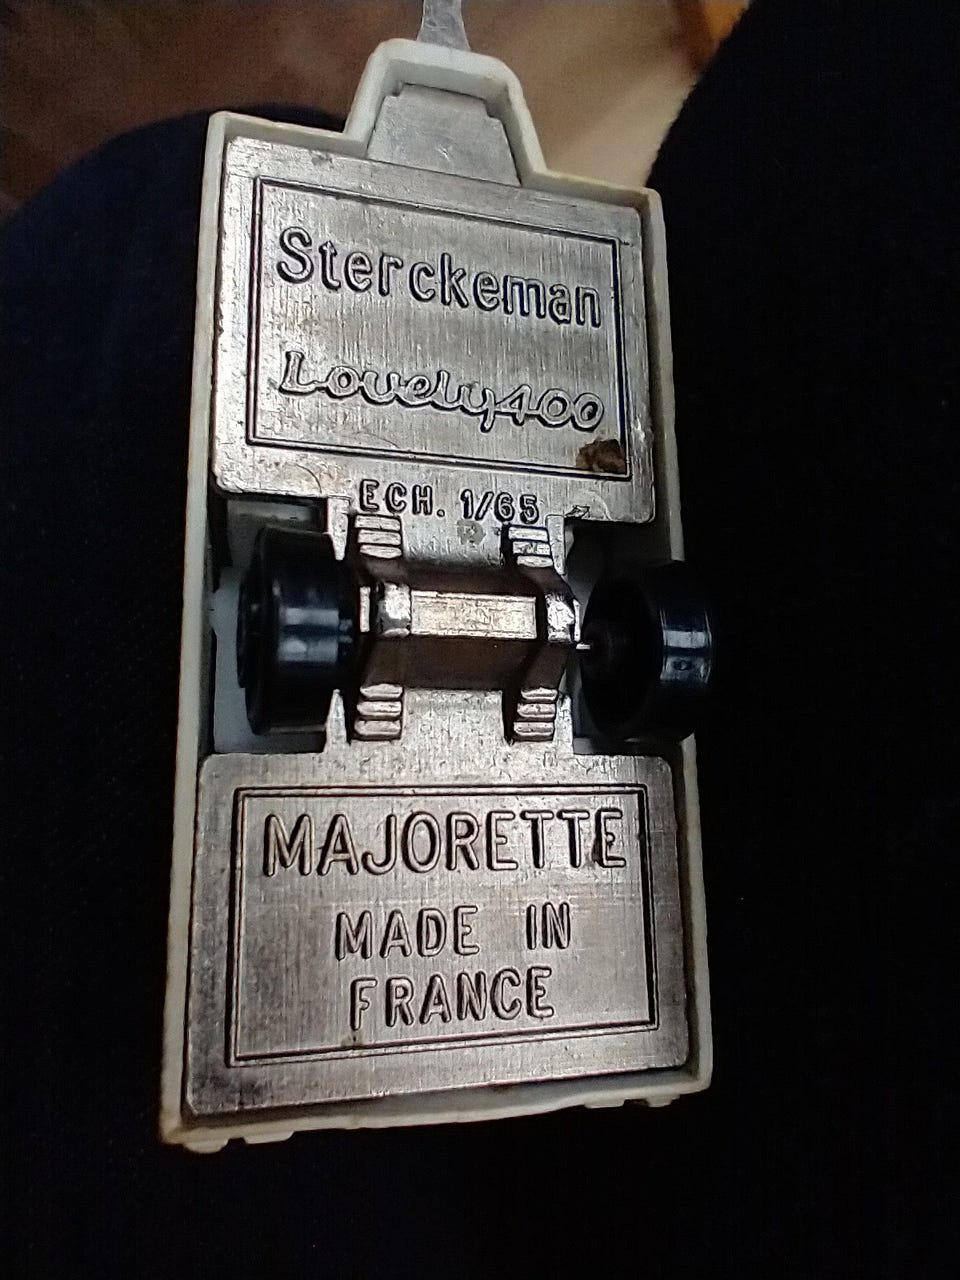 Sterckeman
Lovely400
ECH. 1/65
MAJORETTE
MADE IN
FRANCE